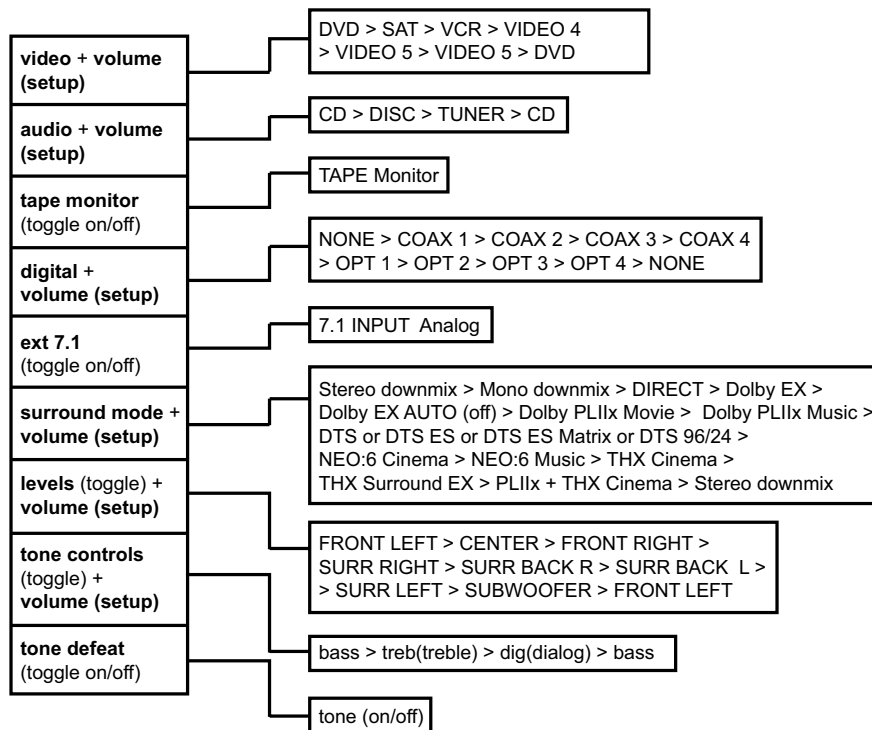 video + volume
(setup)
DVD > SAT > VCR > VIDEO 4
> VIDEO 5 > VIDEO 5 > DVD
audio + volume
(setup)
CD > DISC > TUNER > CD
tape monitor
(toggle on/off)
TAPE Monitor
digital +
volume (setup)
NONE > COAX 1 > COAX 2 > COAX 3 > COAX 4
> OPT 1 > OPT 2 > OPT 3 > OPT 4 > NONE
ext 7.1
(toggle on/off)
7.1 INPUT Analog
surround mode +
volume (setup)
Stereo downmix > Mono downmix > DIRECT > Dolby EX >
Dolby EX AUTO (off) > Dolby PLIIx Movie > Dolby PLIIx Music >
DTS or DTS ES or DTS ES Matrix or DTS 96/24 >
NEO:6 Cinema > NEO:6 Music > THX Cinema >
THX Surround EX > PLIIx + THX Cinema > Stereo downmix
levels (toggle) +
volume (setup)
FRONT LEFT > CENTER > FRONT RIGHT >
SURR RIGHT > SURR BACK R > SURR BACK L >
> SURR LEFT > SUBWOOFER > FRONT LEFT
tone controls
(toggle) +
volume (setup)
bass > treb(treble) > dig(dialog) > bass
tone defeat
(toggle on/off)
tone (on/off)